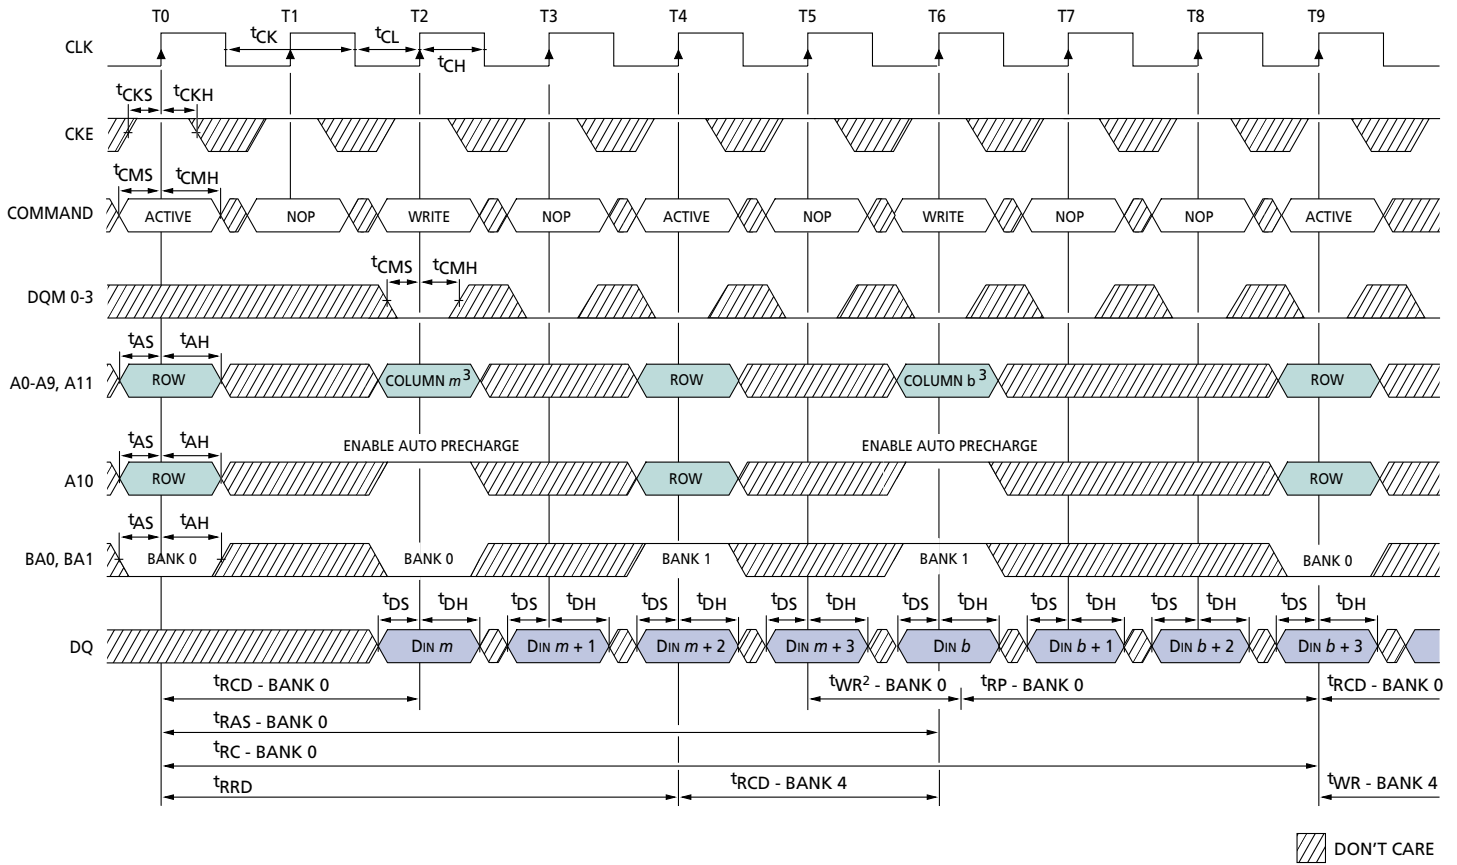 T0 T1 T2 T3 T4 T5 T6 T7 T8 T9
CLK tCK tCL
tCH
tCKS tCKH
CKE
tCMS tCMH
COMMAND ACTIVE NOP WRITE NOP ACTIVE NOP WRITE NOP NOP ACTIVE
tCMS tCMH
DQM 0-3
tAS tAH
A0-A9, A11 ROW COLUMN m3 ROW COLUMN b3 ROW
tAS tAH ENABLE AUTO PRECHARGE ENABLE AUTO PRECHARGE
A10 ROW ROW ROW
tAS tAH
BA0, BA1 BANK 0 BANK 0 BANK 1 BANK 1 BANK 0
tDS tDH tDS tDH tDS tDH tDS tDH tDS tDH tDS tDH tDS tDH tDS tDH
DQ DIN m DIN m + 1 DIN m + 2 DIN m + 3 DIN b DIN b + 1 DIN b + 2 DIN b + 3
tRCD - BANK 0 tWR2 - BANK 0 tRP - BANK 0 tRCD - BANK 0
tRAS - BANK 0
tRC - BANK 0
tRRD tRCD - BANK 4 tWR - BANK 4
DON'T CARE